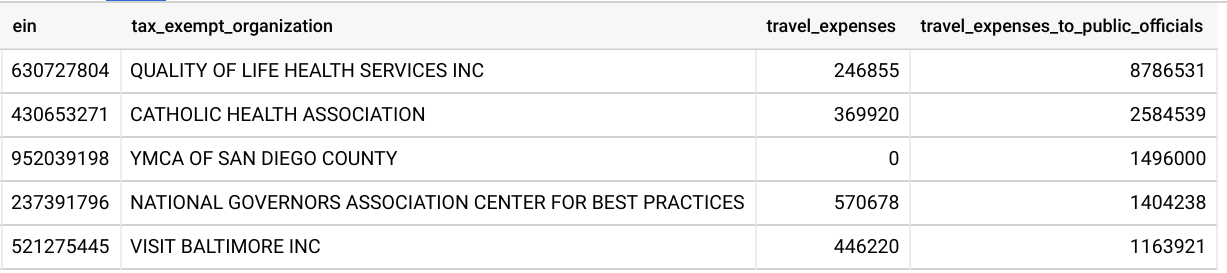 ein tax_exempt_organization travel_expenses travel_expenses_to_public_officials
630727804 QUALITY OF LIFE HEALTH SERVICES INC 246855 8786531
430653271 CATHOLIC HEALTH ASSOCIATION 369920 2584539
952039198 YMCA OF SAN DIEGO COUNTY 0 1496000
237391796 NATIONAL GOVERNORS ASSOCIATION CENTER FOR BEST PRACTICES 570678 1404238
521275445 VISIT BALTIMORE INC 446220 1163921